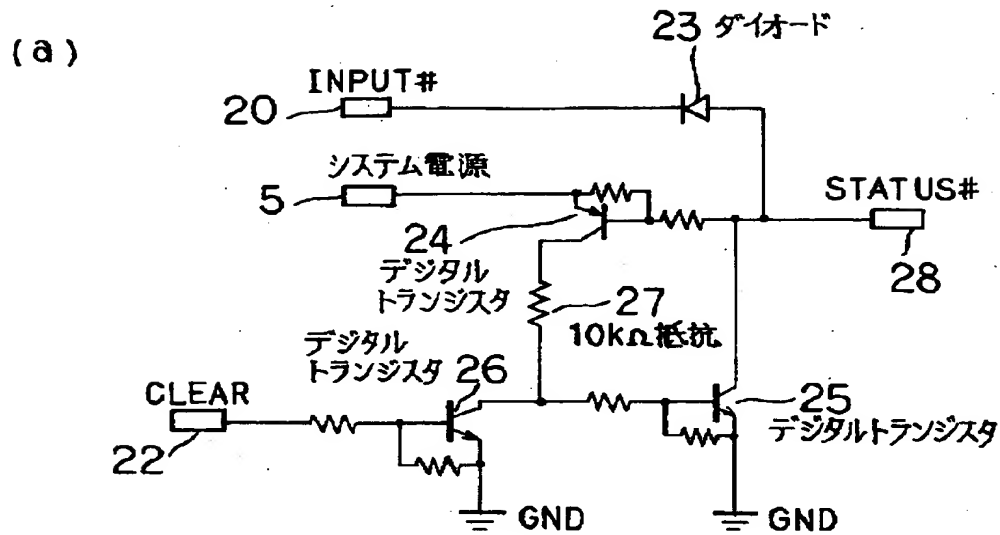 (a)
23 ダイオード
INPUT#
20
システム電源
5
STATUS#
24
デジタル
トランジスタ
28
27
10kΩ抵抗
デジタル
トランジスタ 26
CLEAR
25
デジタルトランジスタ
22
GND
GND